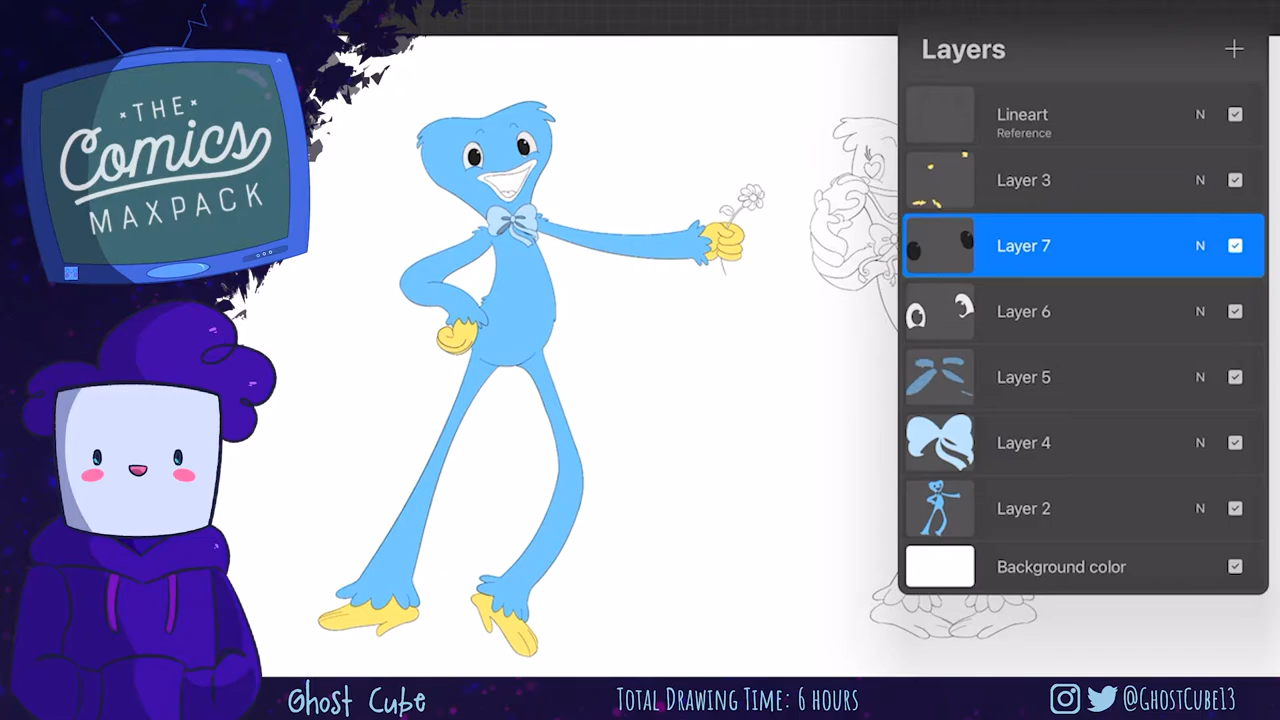 THE
Comics
MAXPACK
Layers
Lineart N
Reference
Layer 3 N
Layer 7 N
Layer 6 N
Layer 5 N
Layer 4 N
Layer 2 N
Background color
Ghost Cube
TOTAL DRAWING TIME: 6 HOURS
@GHOSTCUBE13